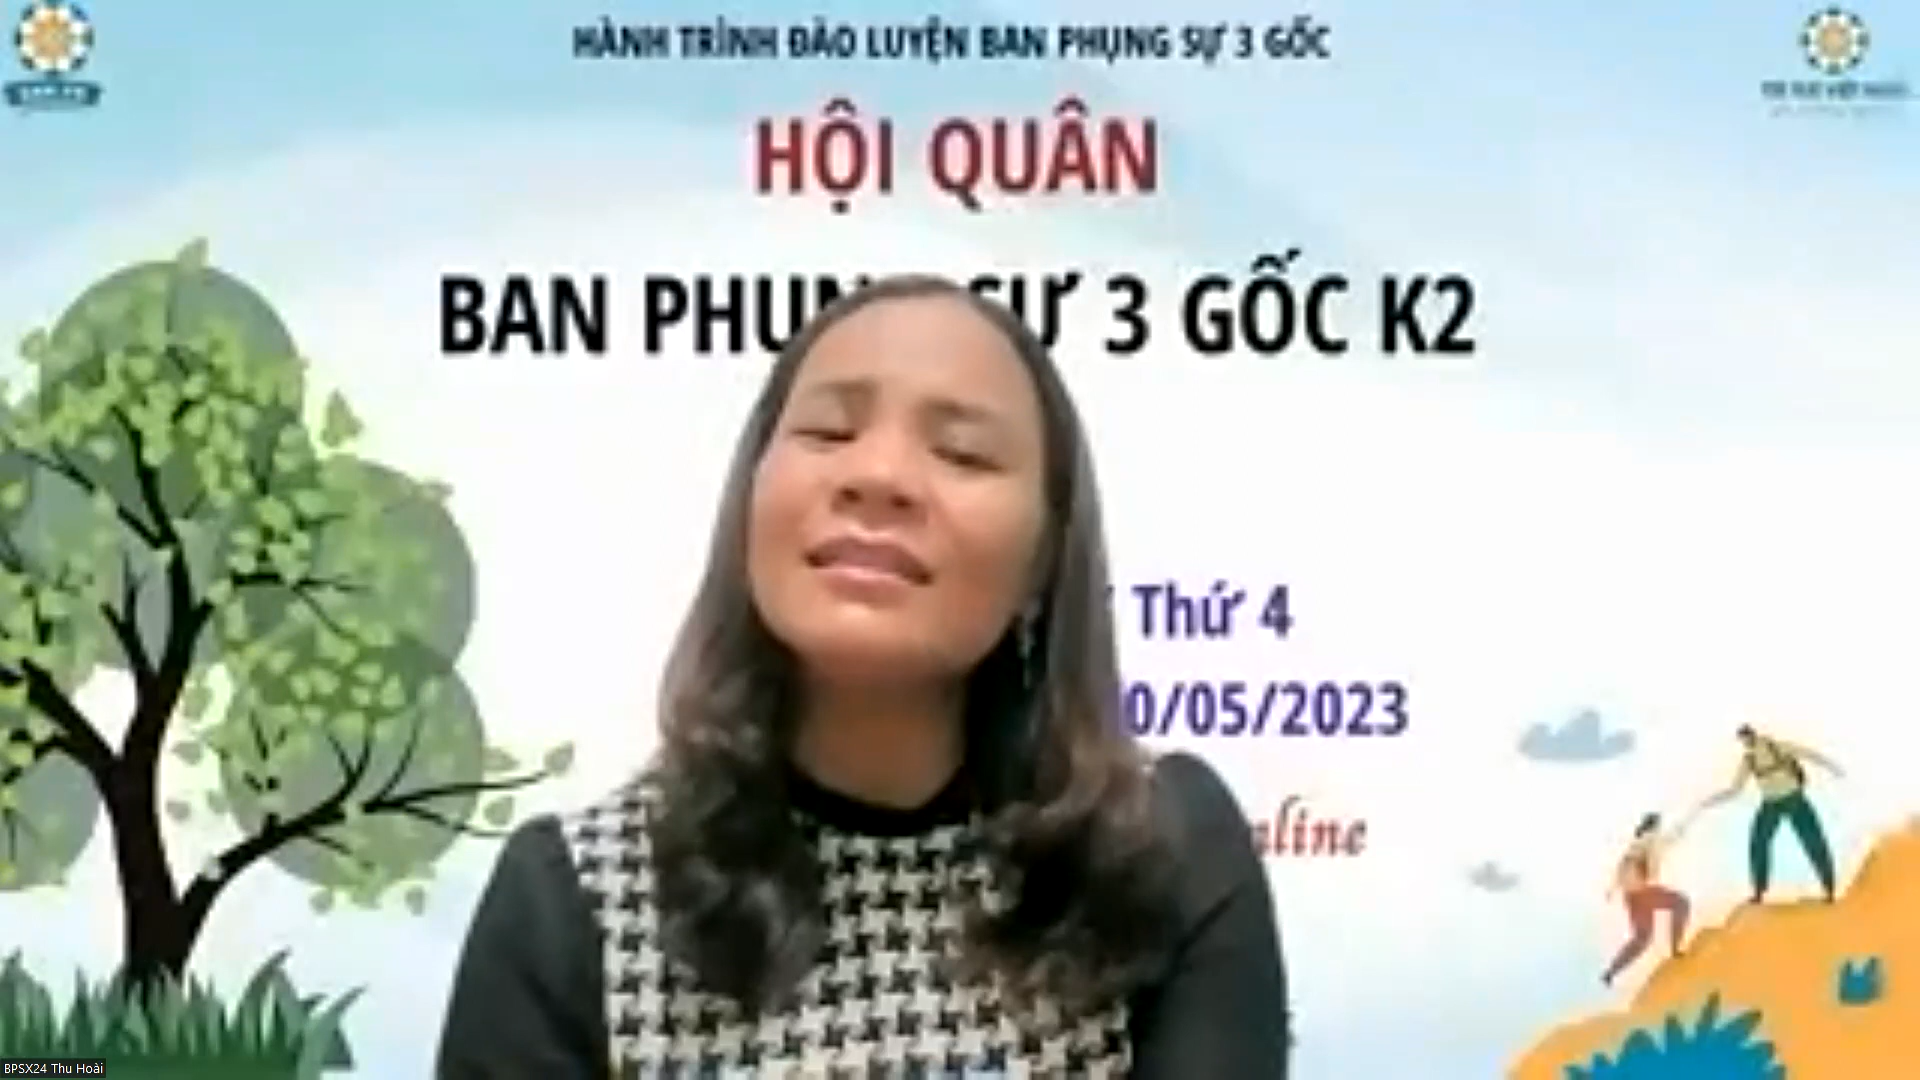 HÀNH TRÌNH ĐÀO LUYỆN BAN PHỤNG SỰ 3 GỐC
HỘI QUÂN
BAN PHỤNG SỰ 3 GỐC K2
Thứ 4
0/05/2023
nline
BPSX24 Thu Hoài